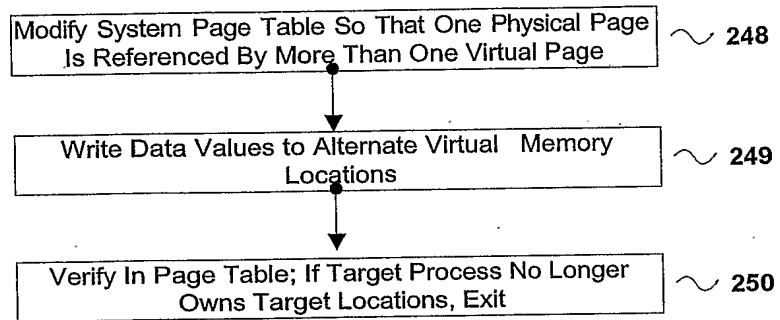 Modify System Page Table So That One Physical Page
Is Referenced By More Than One Virtual Page
248
Write Data Values to Alternate Virtual Memory
Locations
249
Verify In Page Table; If Target Process No Longer
Owns Target Locations, Exit
250